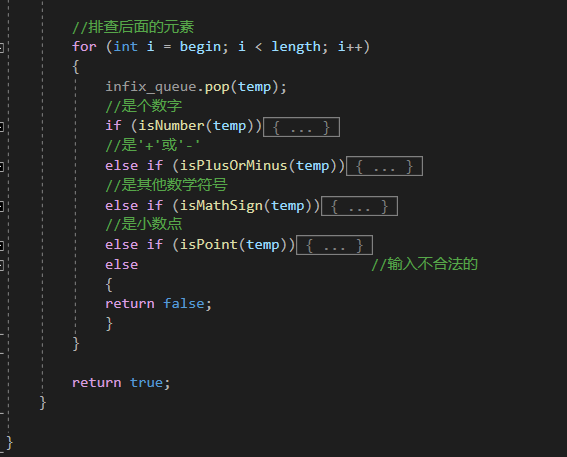 //排查后面的元素
for (int i = begin; i < length; i++)
{
infix_queue.pop(temp);
//是个数字
if (isNumber(temp)){ ... }
//是'+'或'-'
else if (isPlusOrMinus(temp)){ ... }
//是其他数学符号
else if (isMathSign(temp)){ ... }
//是小数点
else if (isPoint(temp)){ ... }
else //输入不合法的
{
return false;
}
}
return true;
}
}